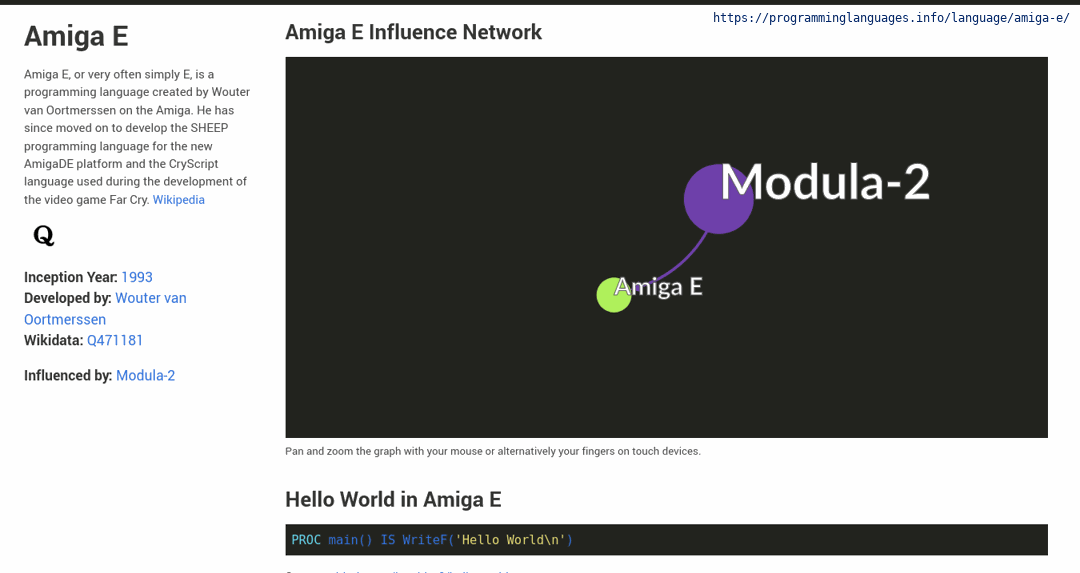 https://programminglanguages.info/language/amiga-e/
Amiga E
Amiga E, or very often simply E, is a
programming language created by Wouter
van Oortmerssen on the Amiga. He has
since moved on to develop the SHEEP
programming language for the new
AmigaDE platform and the CryScript
language used during the development of
the video game Far Cry. Wikipedia
Q
Inception Year: 1993
Developed by: Wouter van
Oortmerssen
Wikidata: Q471181
Influenced by: Modula-2
Amiga E Influence Network
Modula-2
Amiga E
Pan and zoom the graph with your mouse or alternatively your fingers on touch devices.
Hello World in Amiga E
PROC main() IS WriteF('Hello World\n')